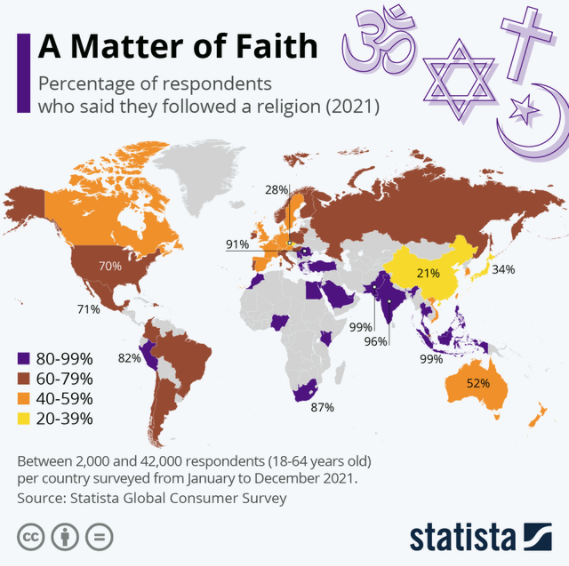 A Matter of Faith
Percentage of respondents
who said they followed a religion (2021)
28%
91%
70%
21%
34%
71%
99%
96%
82%
99%
52%
87%
80-99%
60-79%
40-59%
20-39%
Between 2,000 and 42,000 respondents (18-64 years old)
per country surveyed from January to December 2021.
Source: Statista Global Consumer Survey
cc
statista